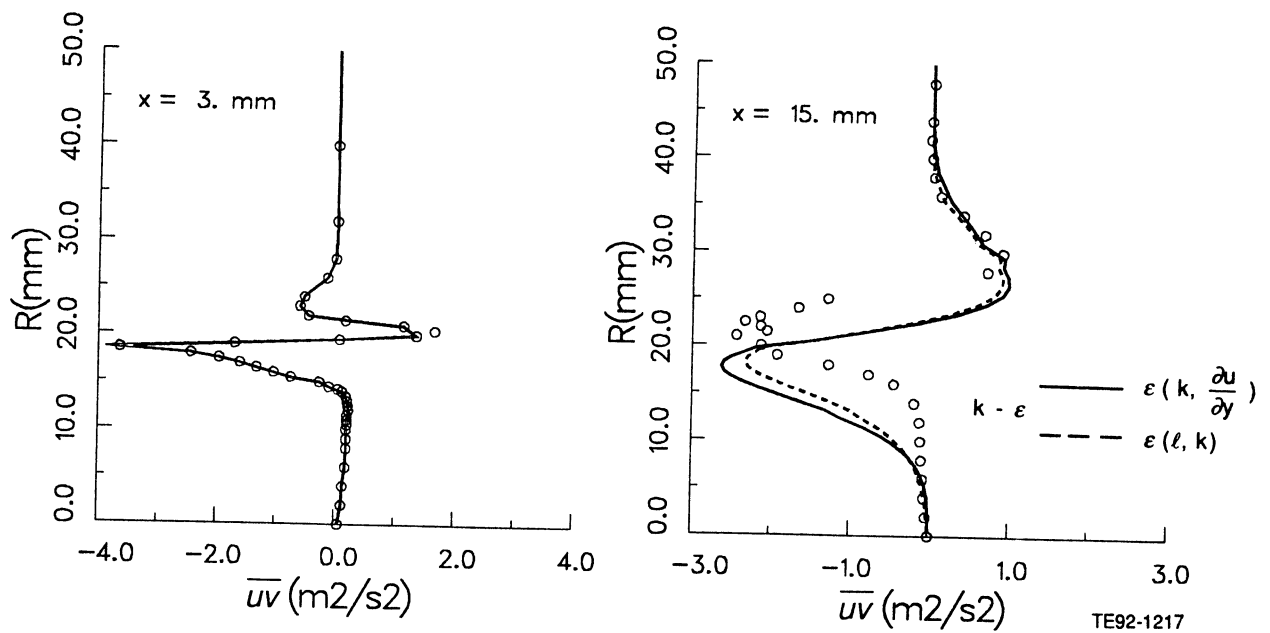 50.0
40.0
30.0
20.0
10.0
0.0
R(mm)
x = 3. mm
-4.0 -2.0 0.0 2.0 4.0
uv (m2/s2)
50.0
40.0
30.0
20.0
10.0
0.0
R(mm)
x = 15. mm
k - ε
ε ( k, ∂u/∂y )
ε (ℓ, k)
-3.0 -1.0 1.0 3.0
uv (m2/s2)
TE92-1217